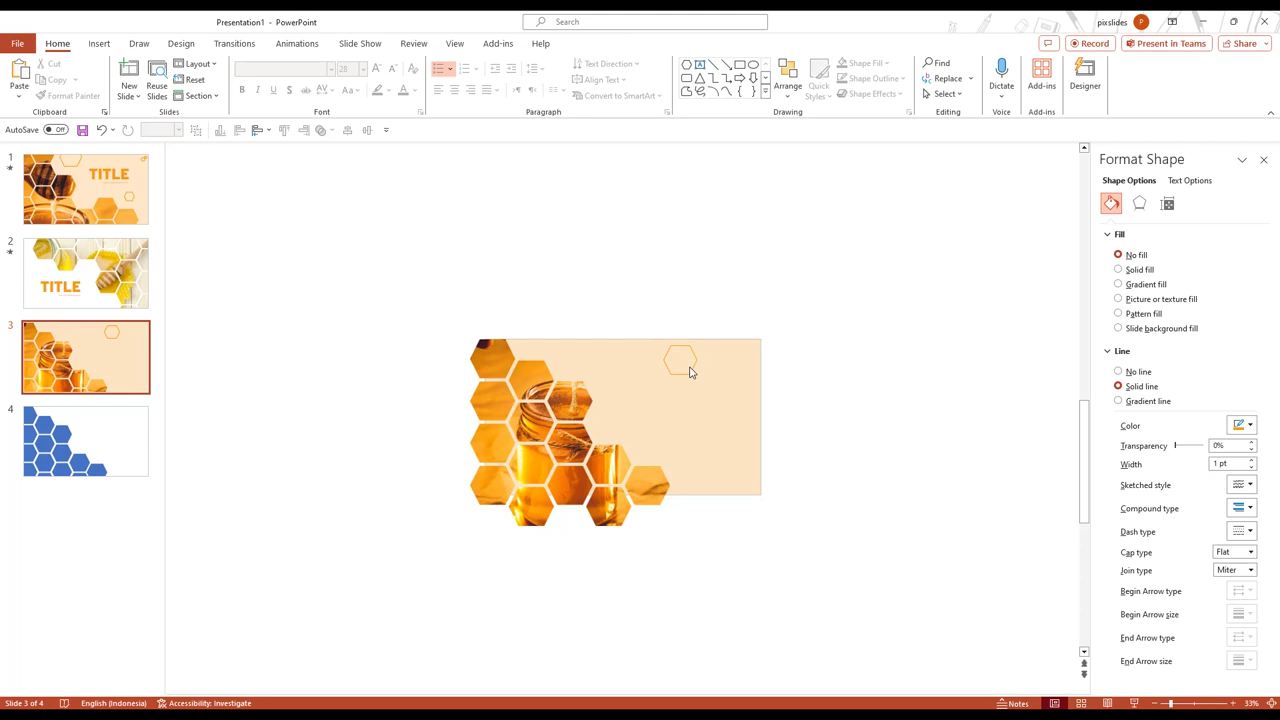 Presentation1 - PowerPoint
Search
pixslides
P
File
Home
Insert
Draw
Design
Transitions
Animations
Slide Show
Review
View
Add-ins
Help
Record
Present in Teams
Share
Paste
Cut
Copy
Format Painter
Clipboard
New
Slides
Reuse
Slides
Layout
Reset
Section
Slides
28
Font
Text Direction
Align Text
Convert to SmartArt
Paragraph
Arrange
Quick
Styles
Shape Fill
Shape Outline
Shape Effects
Drawing
Find
Replace
Select
Editing
Dictate
Voice
Add-ins
Add-ins
Designer
AutoSave Off
1
TITLE
2
TITLE
3
4
Format Shape
Shape Options
Text Options
Fill
No fill
Solid fill
Gradient fill
Picture or texture fill
Pattern fill
Slide background fill
Line
No line
Solid line
Gradient line
Color
Transparency 0%
Width 1 pt
Sketched style
Compound type
Dash type
Cap type Flat
Join type Miter
Begin Arrow type
Begin Arrow size
End Arrow type
End Arrow size
Slide 3 of 4
English (Indonesia)
Accessibility: Investigate
Notes
33%